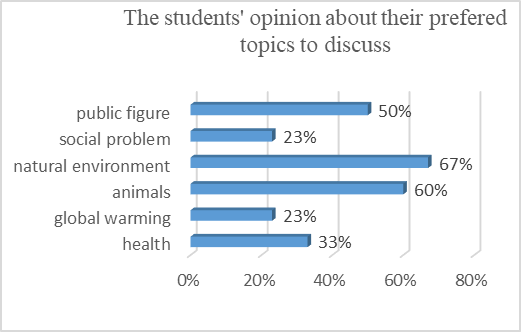 The students' opinion about their prefered
topics to discuss
public figure 50%
social problem 23%
natural environment 67%
animals 60%
global warming 23%
health 33%
0% 20% 40% 60% 80%